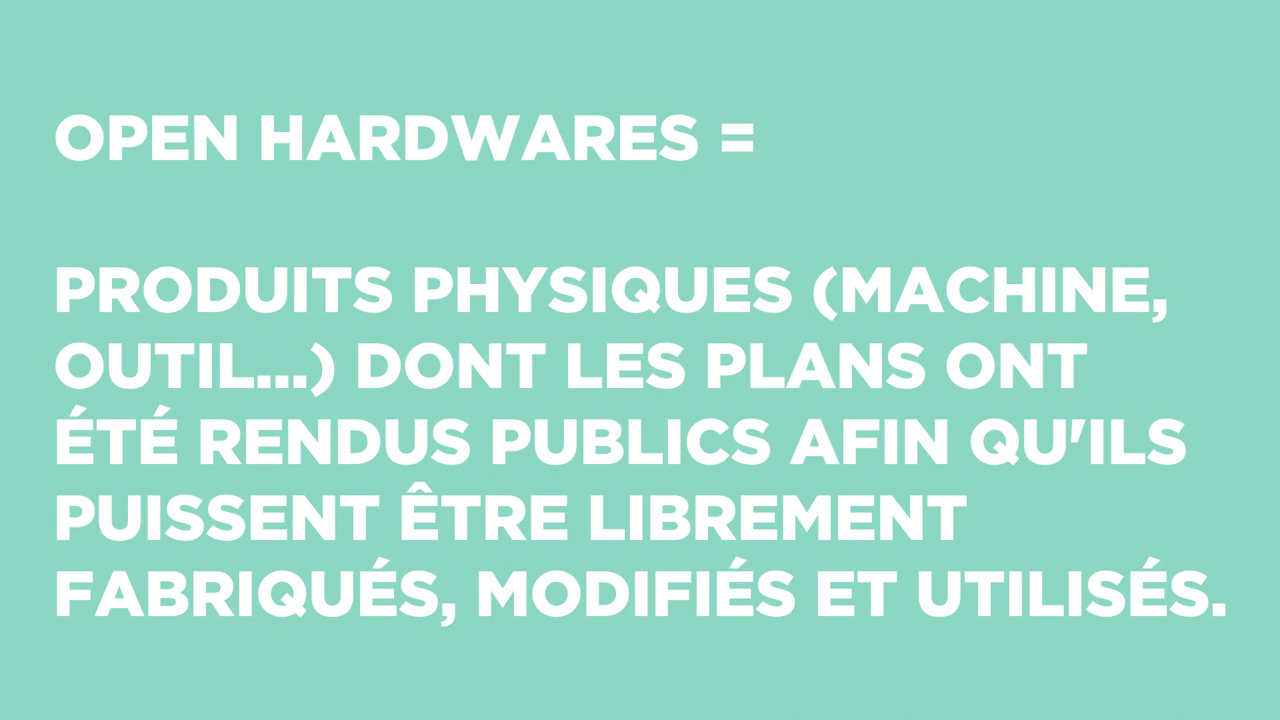 OPEN HARDWARES =
PRODUITS PHYSIQUES (MACHINE,
OUTIL...) DONT LES PLANS ONT
ÉTÉ RENDUS PUBLICS AFIN QU'ILS
PUISSENT ÊTRE LIBREMENT
FABRIQUÉS, MODIFIÉS ET UTILISÉS.